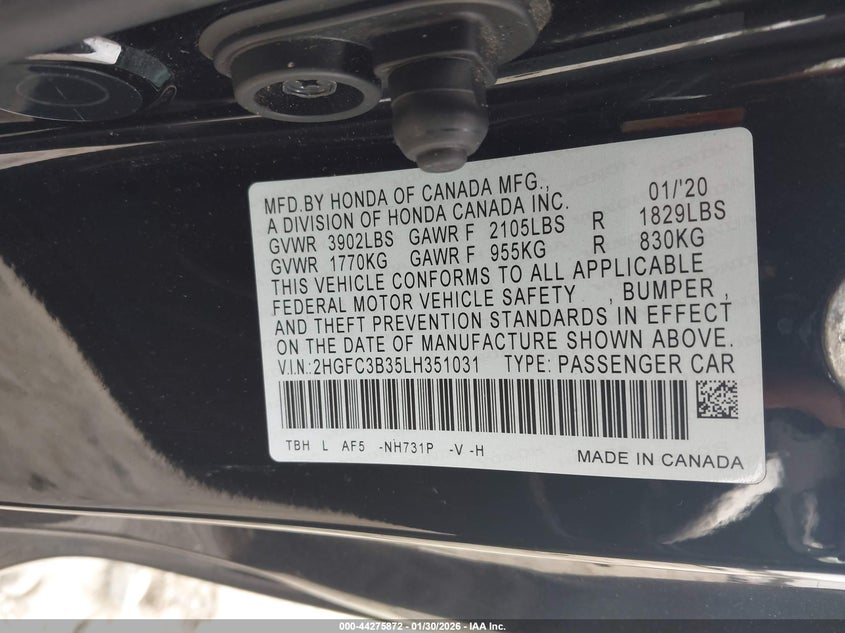 MFD.BY HONDA OF CANADA MFG., 01/'20
A DIVISION OF HONDA CANADA INC.
GVWR 3902LBS GAWR F 2105LBS R 1829LBS
GVWR 1770KG GAWR F 955KG R 830KG
THIS VEHICLE CONFORMS TO ALL APPLICABLE
FEDERAL MOTOR VEHICLE SAFETY , BUMPER ,
AND THEFT PREVENTION STANDARDS IN EFFECT
ON THE DATE OF MANUFACTURE SHOWN ABOVE.
V.I.N.:2HGFC3B35LH351031 TYPE: PASSENGER CAR
TBH L AF5 -NH731P -V -H
MADE IN CANADA
000-44275872 - 01/30/2026 - IAA Inc.